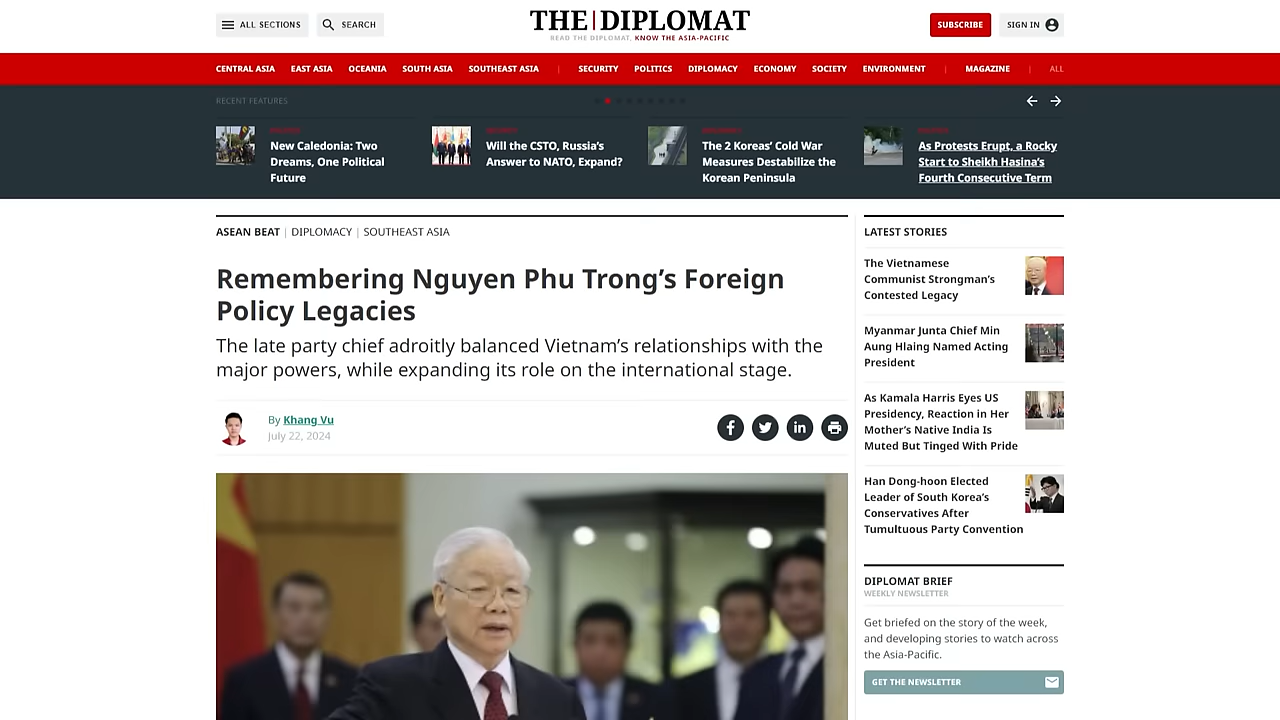 ALL SECTIONS
SEARCH
THE|DIPLOMAT
READ THE DIPLOMAT, KNOW THE ASIA-PACIFIC
SUBSCRIBE
SIGN IN
CENTRAL ASIA
EAST ASIA
OCEANIA
SOUTH ASIA
SOUTHEAST ASIA
SECURITY
POLITICS
DIPLOMACY
ECONOMY
SOCIETY
ENVIRONMENT
MAGAZINE
ALL
RECENT FEATURES
New Caledonia: Two
Dreams, One Political
Future
Will the CSTO, Russia’s
Answer to NATO, Expand?
The 2 Koreas’ Cold War
Measures Destabilize the
Korean Peninsula
As Protests Erupt, a Rocky
Start to Sheikh Hasina’s
Fourth Consecutive Term
ASEAN BEAT | DIPLOMACY | SOUTHEAST ASIA
Remembering Nguyen Phu Trong’s Foreign
Policy Legacies
The late party chief adroitly balanced Vietnam’s relationships with the
major powers, while expanding its role on the international stage.
By Khang Vu
July 22, 2024
LATEST STORIES
The Vietnamese
Communist Strongman’s
Contested Legacy
Myanmar Junta Chief Min
Aung Hlaing Named Acting
President
As Kamala Harris Eyes US
Presidency, Reaction in Her
Mother’s Native India Is
Muted But Tinged With Pride
Han Dong-hoon Elected
Leader of South Korea’s
Conservatives After
Tumultuous Party Convention
DIPLOMAT BRIEF
WEEKLY NEWSLETTER
Get briefed on the story of the week,
and developing stories to watch across
the Asia-Pacific.
GET THE NEWSLETTER